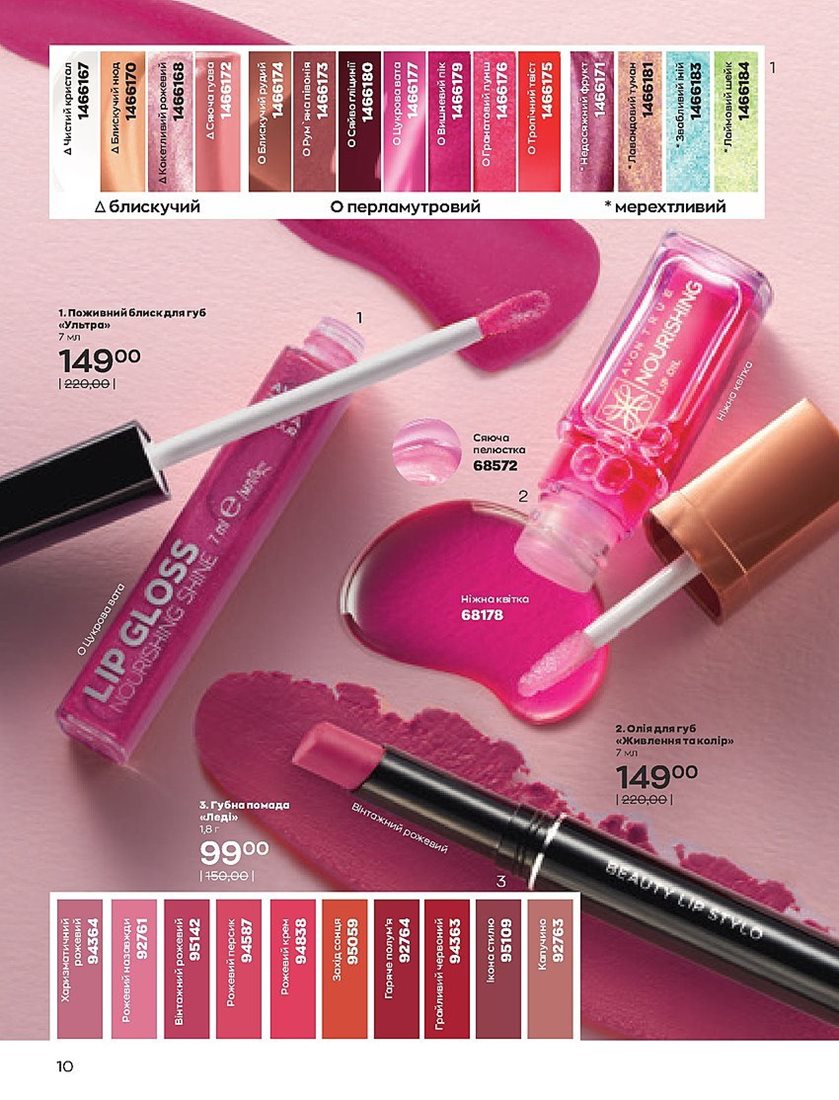 Δ Чистий кристал
1466167
Δ Блискучий нюд
1466170
Δ Кокетливий рожевий
1466168
Δ Сяюча гуава
1466172
О Блискучий рудий
1466174
О Рум᾽яна півонія
1466173
О Сяйво гліцинії
1466180
О Цукрова вата
1466177
О Вишневий пік
1466179
О Гранатовий пунш
1466176
О Тропічний твіст
1466175
* Недосяжний фрукт
1466171
* Лавандовий туман
1466181
* Звабливий іній
1466183
* Лаймовий шейк
1466184
1
Δ блискучий
О перламутровий
* мерехтливий
1. Поживний блиск для губ
«Ультра»
7 мл
14900
|220,00|
1
AVON TRUE
NOURISHING
LIP OIL
Ніжна квітка
Сяюча
пелюстка
68572
2
7 ml e
LIP GLOSS
NOURISHING SHINE
О Цукрова вата
Ніжна квітка
68178
2. Олія для губ
«Живлення та колір»
7 мл
14900
|220,00|
3. Губна помада
«Леді»
1,8 г
9900
|150,00|
Вінтажний рожевий
3
BEAUTY LIP STYLO
Харизматичний
рожевий
94364
Рожевий назавжди
92761
Вінтажний рожевий
95142
Рожевий персик
94587
Рожевий крем
94838
Захід сонця
95059
Гаряче полум'я
92764
Грайливий червоний
94363
Ікона стилю
95109
Капучино
92763
10